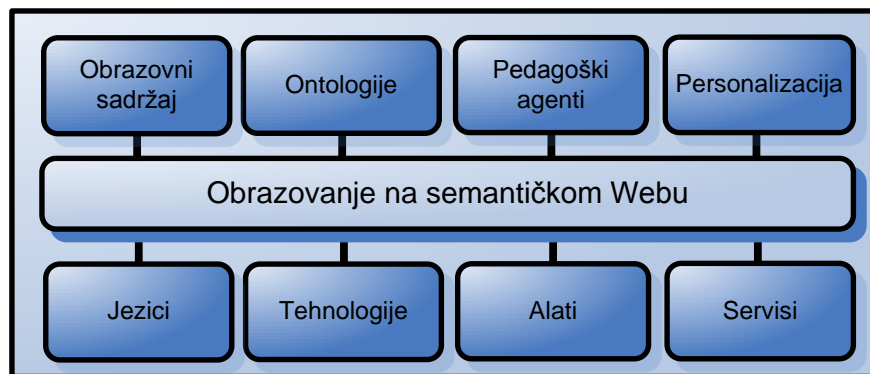 Obrazovni
sadržaj
Ontologije
Pedagoški
agenti
Personalizacija
Obrazovanje na semantičkom Webu
Jezici
Tehnologije
Alati
Servisi